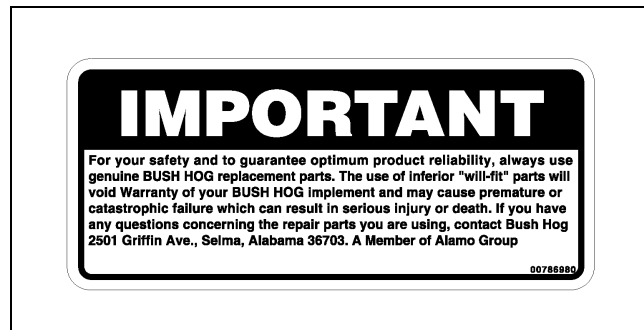 IMPORTANT
For your safety and to guarantee optimum product reliability, always use
genuine BUSH HOG replacement parts. The use of inferior "will-fit" parts will
void Warranty of your BUSH HOG implement and may cause premature or
catastrophic failure which can result in serious injury or death. If you have
any questions concerning the repair parts you are using, contact Bush Hog
2501 Griffin Ave., Selma, Alabama 36703. A Member of Alamo Group
00786980